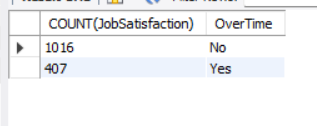 COUNT(JobSatisfaction) OverTime
1016 No
407 Yes